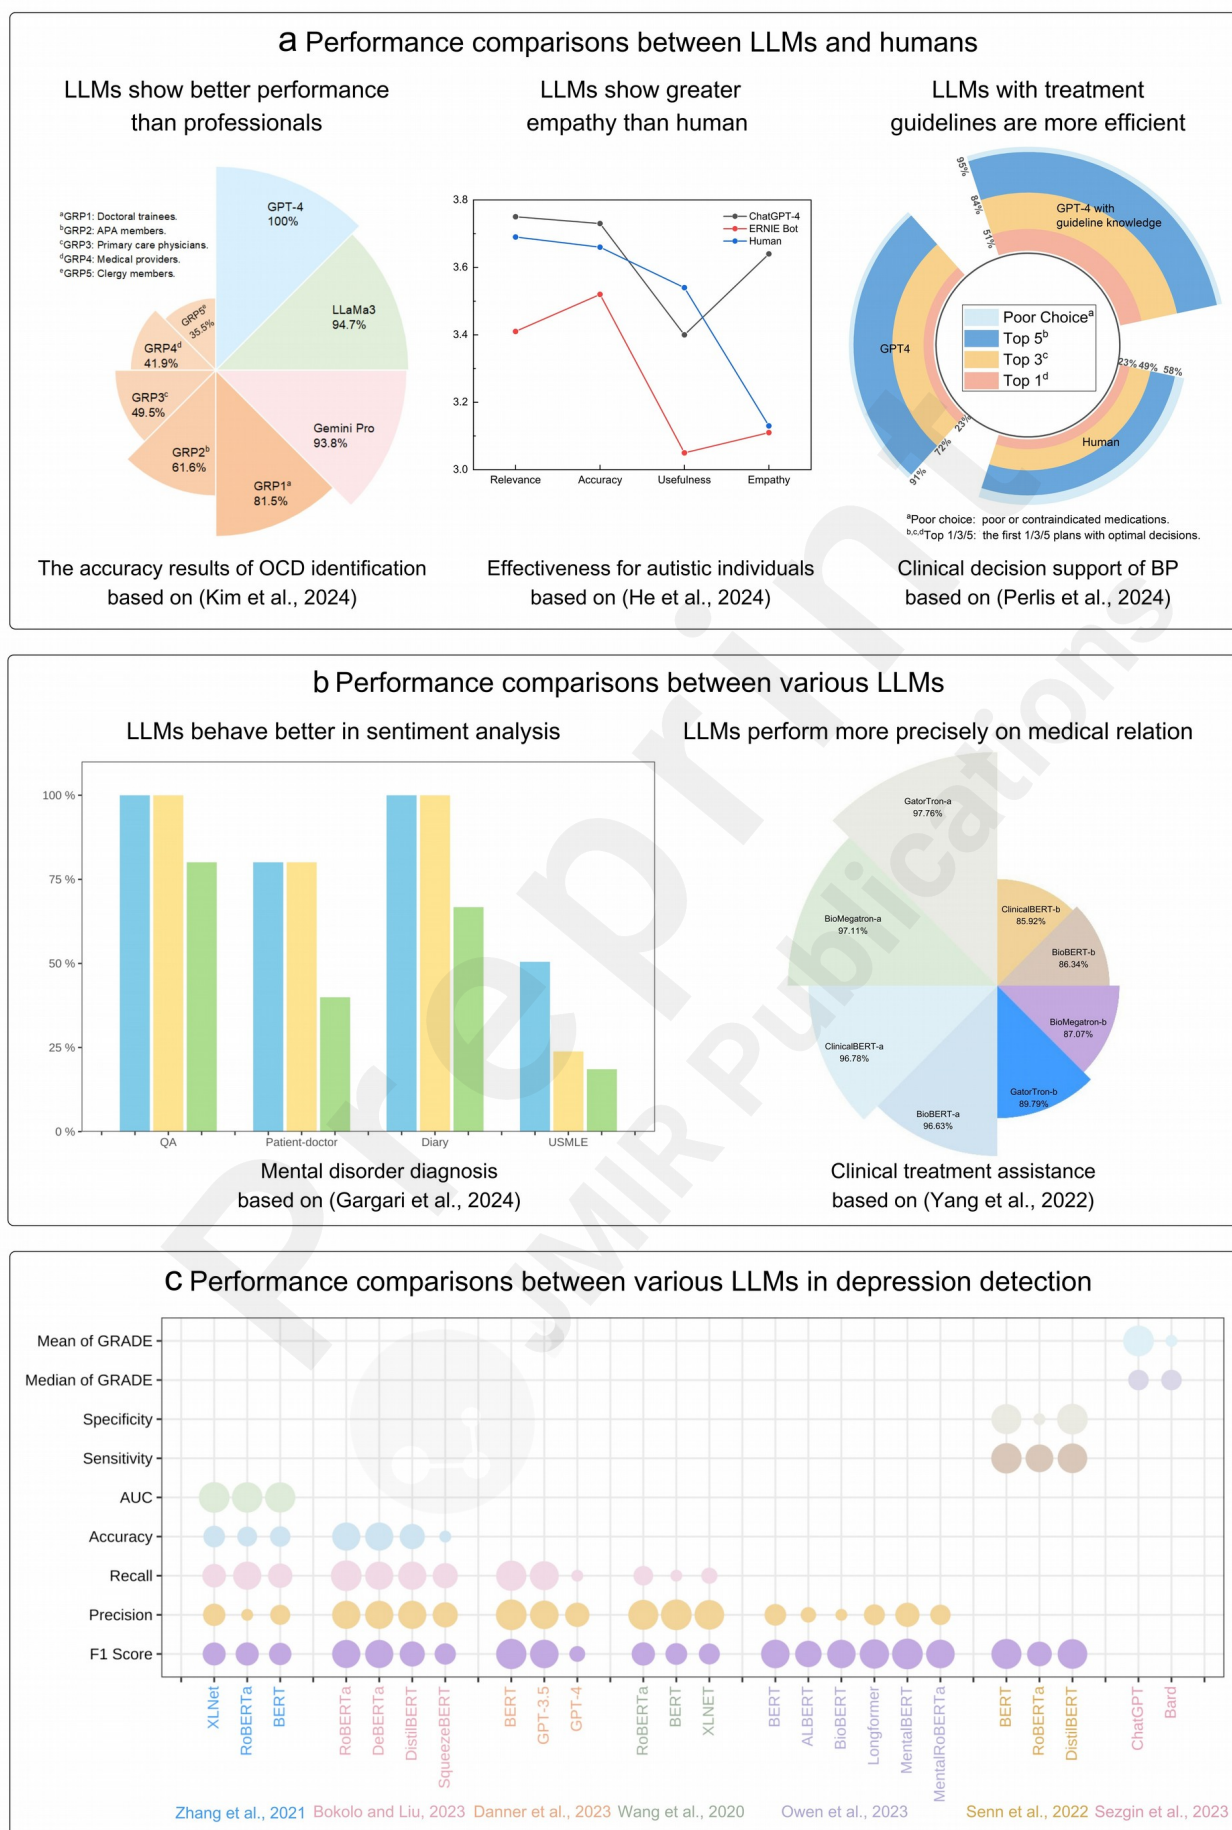 a Performance comparisons between LLMs and humans
LLMs show better performance
than professionals
GPT-4
100%
LLaMa3
94.7%
Gemini Pro
93.8%
GRP1ᵃ
81.5%
GRP2ᵇ
61.6%
GRP3ᶜ
49.5%
GRP4ᵈ
41.9%
GRP5ᵃ
35.5%
ᵃGRP1: Doctoral trainees.
ᵇGRP2: APA members.
ᶜGRP3: Primary care physicians.
ᵈGRP4: Medical providers.
ᵉGRP5: Clergy members.
The accuracy results of OCD identification
based on (Kim et al., 2024)
LLMs show greater
empathy than human
3.8
3.6
3.4
3.2
3.0
ChatGPT-4
ERNIE Bot
Human
Relevance
Accuracy
Usefulness
Empathy
Effectiveness for autistic individuals
based on (He et al., 2024)
LLMs with treatment
guidelines are more efficient
95%
84%
51%
GPT-4 with
guideline knowledge
GPT4
23%
72%
91%
Poor Choiceᵃ
Top 5ᵇ
Top 3ᶜ
Top 1ᵈ
23%
49%
58%
Human
ᵃPoor choice: poor or contraindicated medications.
ᵇ,ᶜ,ᵈTop 1/3/5: the first 1/3/5 plans with optimal decisions.
Clinical decision support of BP
based on (Perlis et al., 2024)
b Performance comparisons between various LLMs
LLMs behave better in sentiment analysis
100 %
75 %
50 %
25 %
0 %
QA
Patient-doctor
Diary
USMLE
Mental disorder diagnosis
based on (Gargari et al., 2024)
LLMs perform more precisely on medical relation
GatorTron-a
97.76%
BioMegatron-a
97.11%
ClinicalBERT-a
96.78%
BioBERT-a
96.63%
ClinicalBERT-b
85.92%
BioBERT-b
86.34%
BioMegatron-b
87.07%
GatorTron-b
89.79%
Clinical treatment assistance
based on (Yang et al., 2022)
c Performance comparisons between various LLMs in depression detection
Mean of GRADE
Median of GRADE
Specificity
Sensitivity
AUC
Accuracy
Recall
Precision
F1 Score
XLNet
RoBERTa
BERT
RoBERTa
DeBERTa
DistilBERT
SqueezeBERT
BERT
GPT-3.5
GPT-4
RoBERTa
BERT
XLNET
BERT
ALBERT
BioBERT
Longformer
MentalBERT
MentalRoBERTa
BERT
RoBERTa
DistilBERT
ChatGPT
Bard
Zhang et al., 2021
Bokolo and Liu, 2023
Danner et al., 2023
Wang et al., 2020
Owen et al., 2023
Senn et al., 2022
Sezgin et al., 2023
Preprint
JMIR Publications